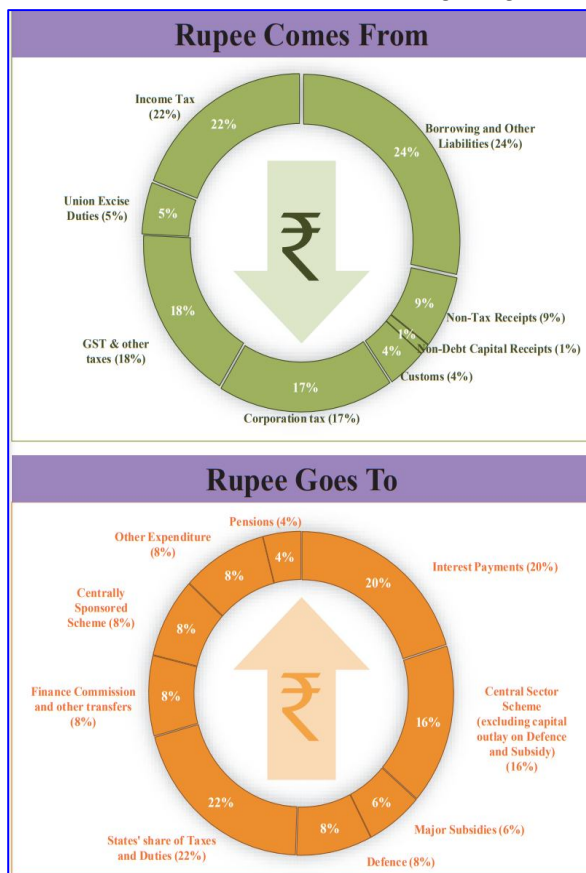 Rupee Comes From
Income Tax
(22%)
22%
Borrowing and Other
Liabilities (24%)
24%
Union Excise
Duties (5%)
5%
₹
9%
Non-Tax Receipts (9%)
18%
1%
Non-Debt Capital Receipts (1%)
GST & other
taxes (18%)
4%
Customs (4%)
17%
Corporation tax (17%)
Rupee Goes To
Pensions (4%)
Other Expenditure
(8%)
4%
8%
Interest Payments (20%)
20%
Centrally
Sponsored
Scheme (8%)
8%
Finance Commission
and other transfers
(8%)
8%
₹
16%
Central Sector
Scheme
(excluding capital
outlay on Defence
and Subsidy)
(16%)
22%
6%
8%
Major Subsidies (6%)
States' share of Taxes
and Duties (22%)
Defence (8%)